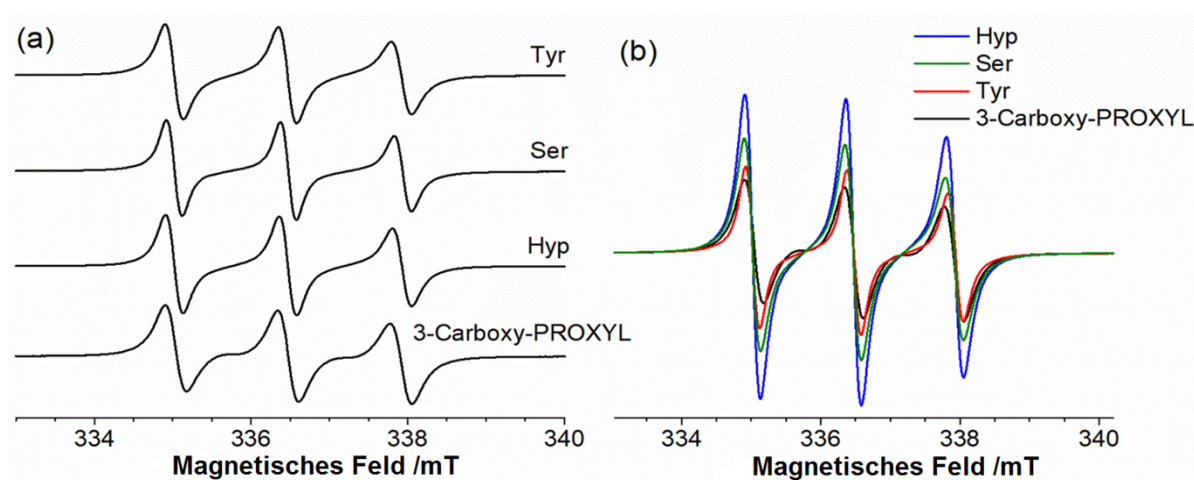 (a)
Tyr
Ser
Hyp
3-Carboxy-PROXYL
334 336 338 340
Magnetisches Feld /mT
(b)
Hyp
Ser
Tyr
3-Carboxy-PROXYL
334 336 338 340
Magnetisches Feld /mT